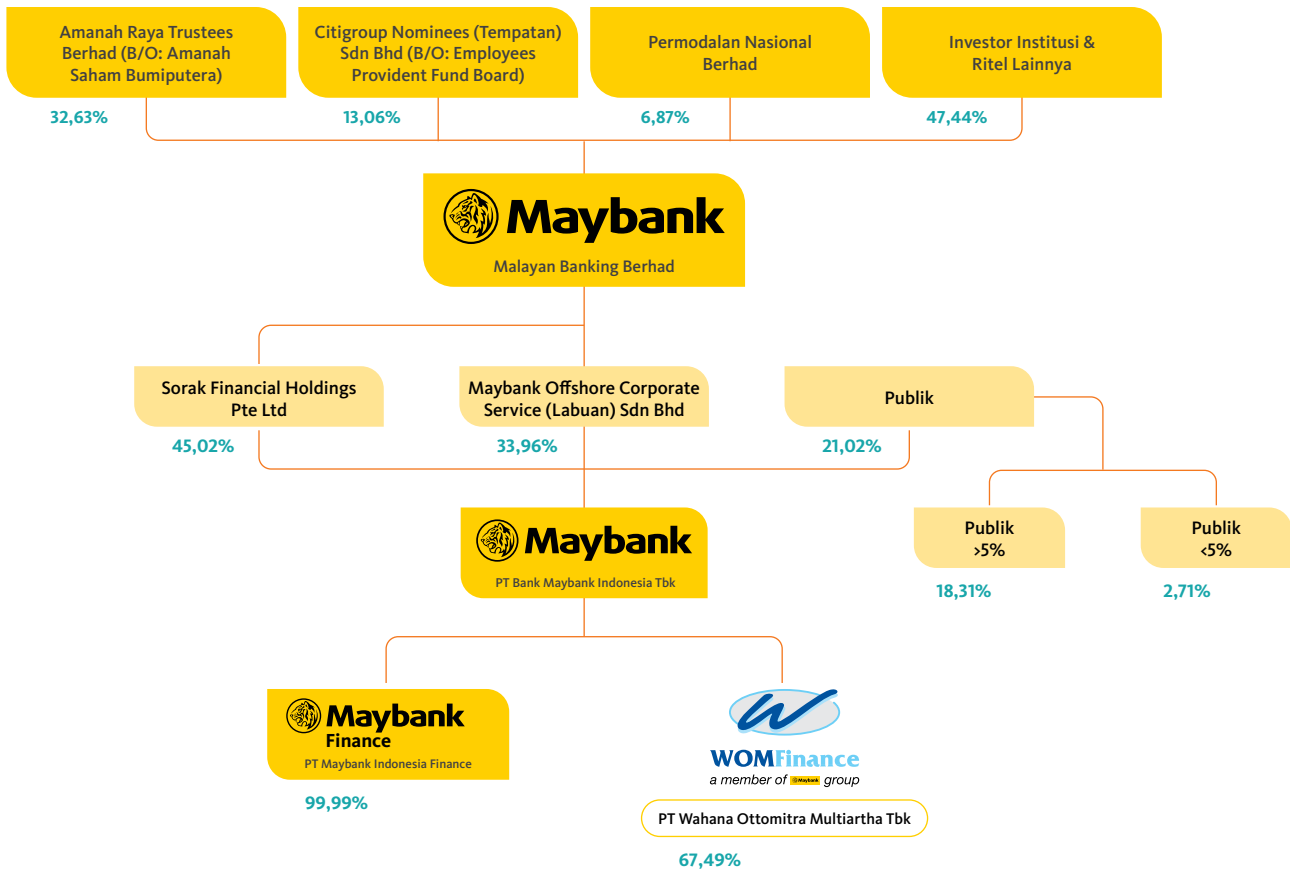 Amanah Raya Trustees
Berhad (B/O: Amanah
Saham Bumiputera)
32,63%
Citigroup Nominees (Tempatan)
Sdn Bhd (B/O: Employees
Provident Fund Board)
13,06%
Permodalan Nasional
Berhad
6,87%
Investor Institusi &
Ritel Lainnya
47,44%
Maybank
Malayan Banking Berhad
Sorak Financial Holdings
Pte Ltd
45,02%
Maybank Offshore Corporate
Service (Labuan) Sdn Bhd
33,96%
Publik
21,02%
Publik
>5%
18,31%
Publik
<5%
2,71%
Maybank
PT Bank Maybank Indonesia Tbk
Maybank
Finance
PT Maybank Indonesia Finance
99,99%
W
WOMFinance
a member of Maybank group
PT Wahana Ottomitra Multiartha Tbk
67,49%